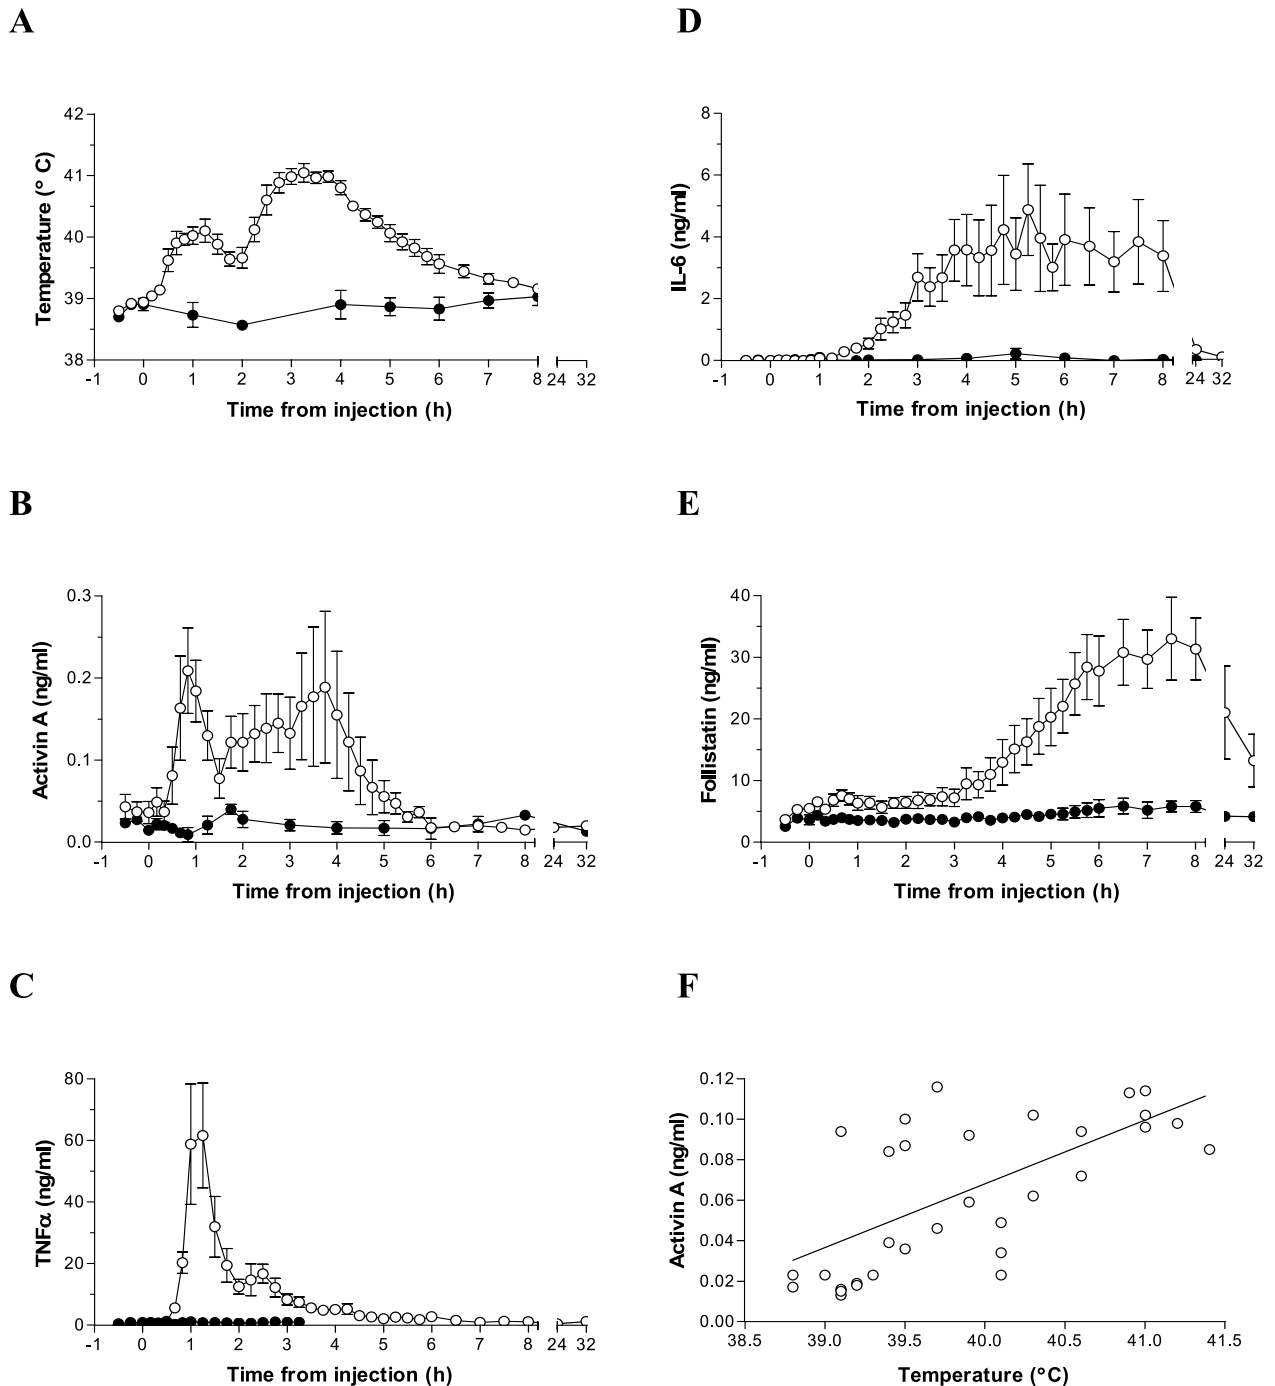 A
42
41
40
39
38
Temperature (° C)
-1 0 1 2 3 4 5 6 7 8 24 32
Time from injection (h)
B
0.3
0.2
0.1
0.0
Activin A (ng/ml)
-1 0 1 2 3 4 5 6 7 8 24 32
Time from injection (h)
C
80
60
40
20
0
TNFα (ng/ml)
-1 0 1 2 3 4 5 6 7 8 24 32
Time from injection (h)
D
8
6
4
2
0
IL-6 (ng/ml)
-1 0 1 2 3 4 5 6 7 8 24 32
Time from injection (h)
E
40
30
20
10
0
Follistatin (ng/ml)
-1 0 1 2 3 4 5 6 7 8 24 32
Time from injection (h)
F
0.12
0.10
0.08
0.06
0.04
0.02
0.00
Activin A (ng/ml)
38.5 39.0 39.5 40.0 40.5 41.0 41.5
Temperature (°C)